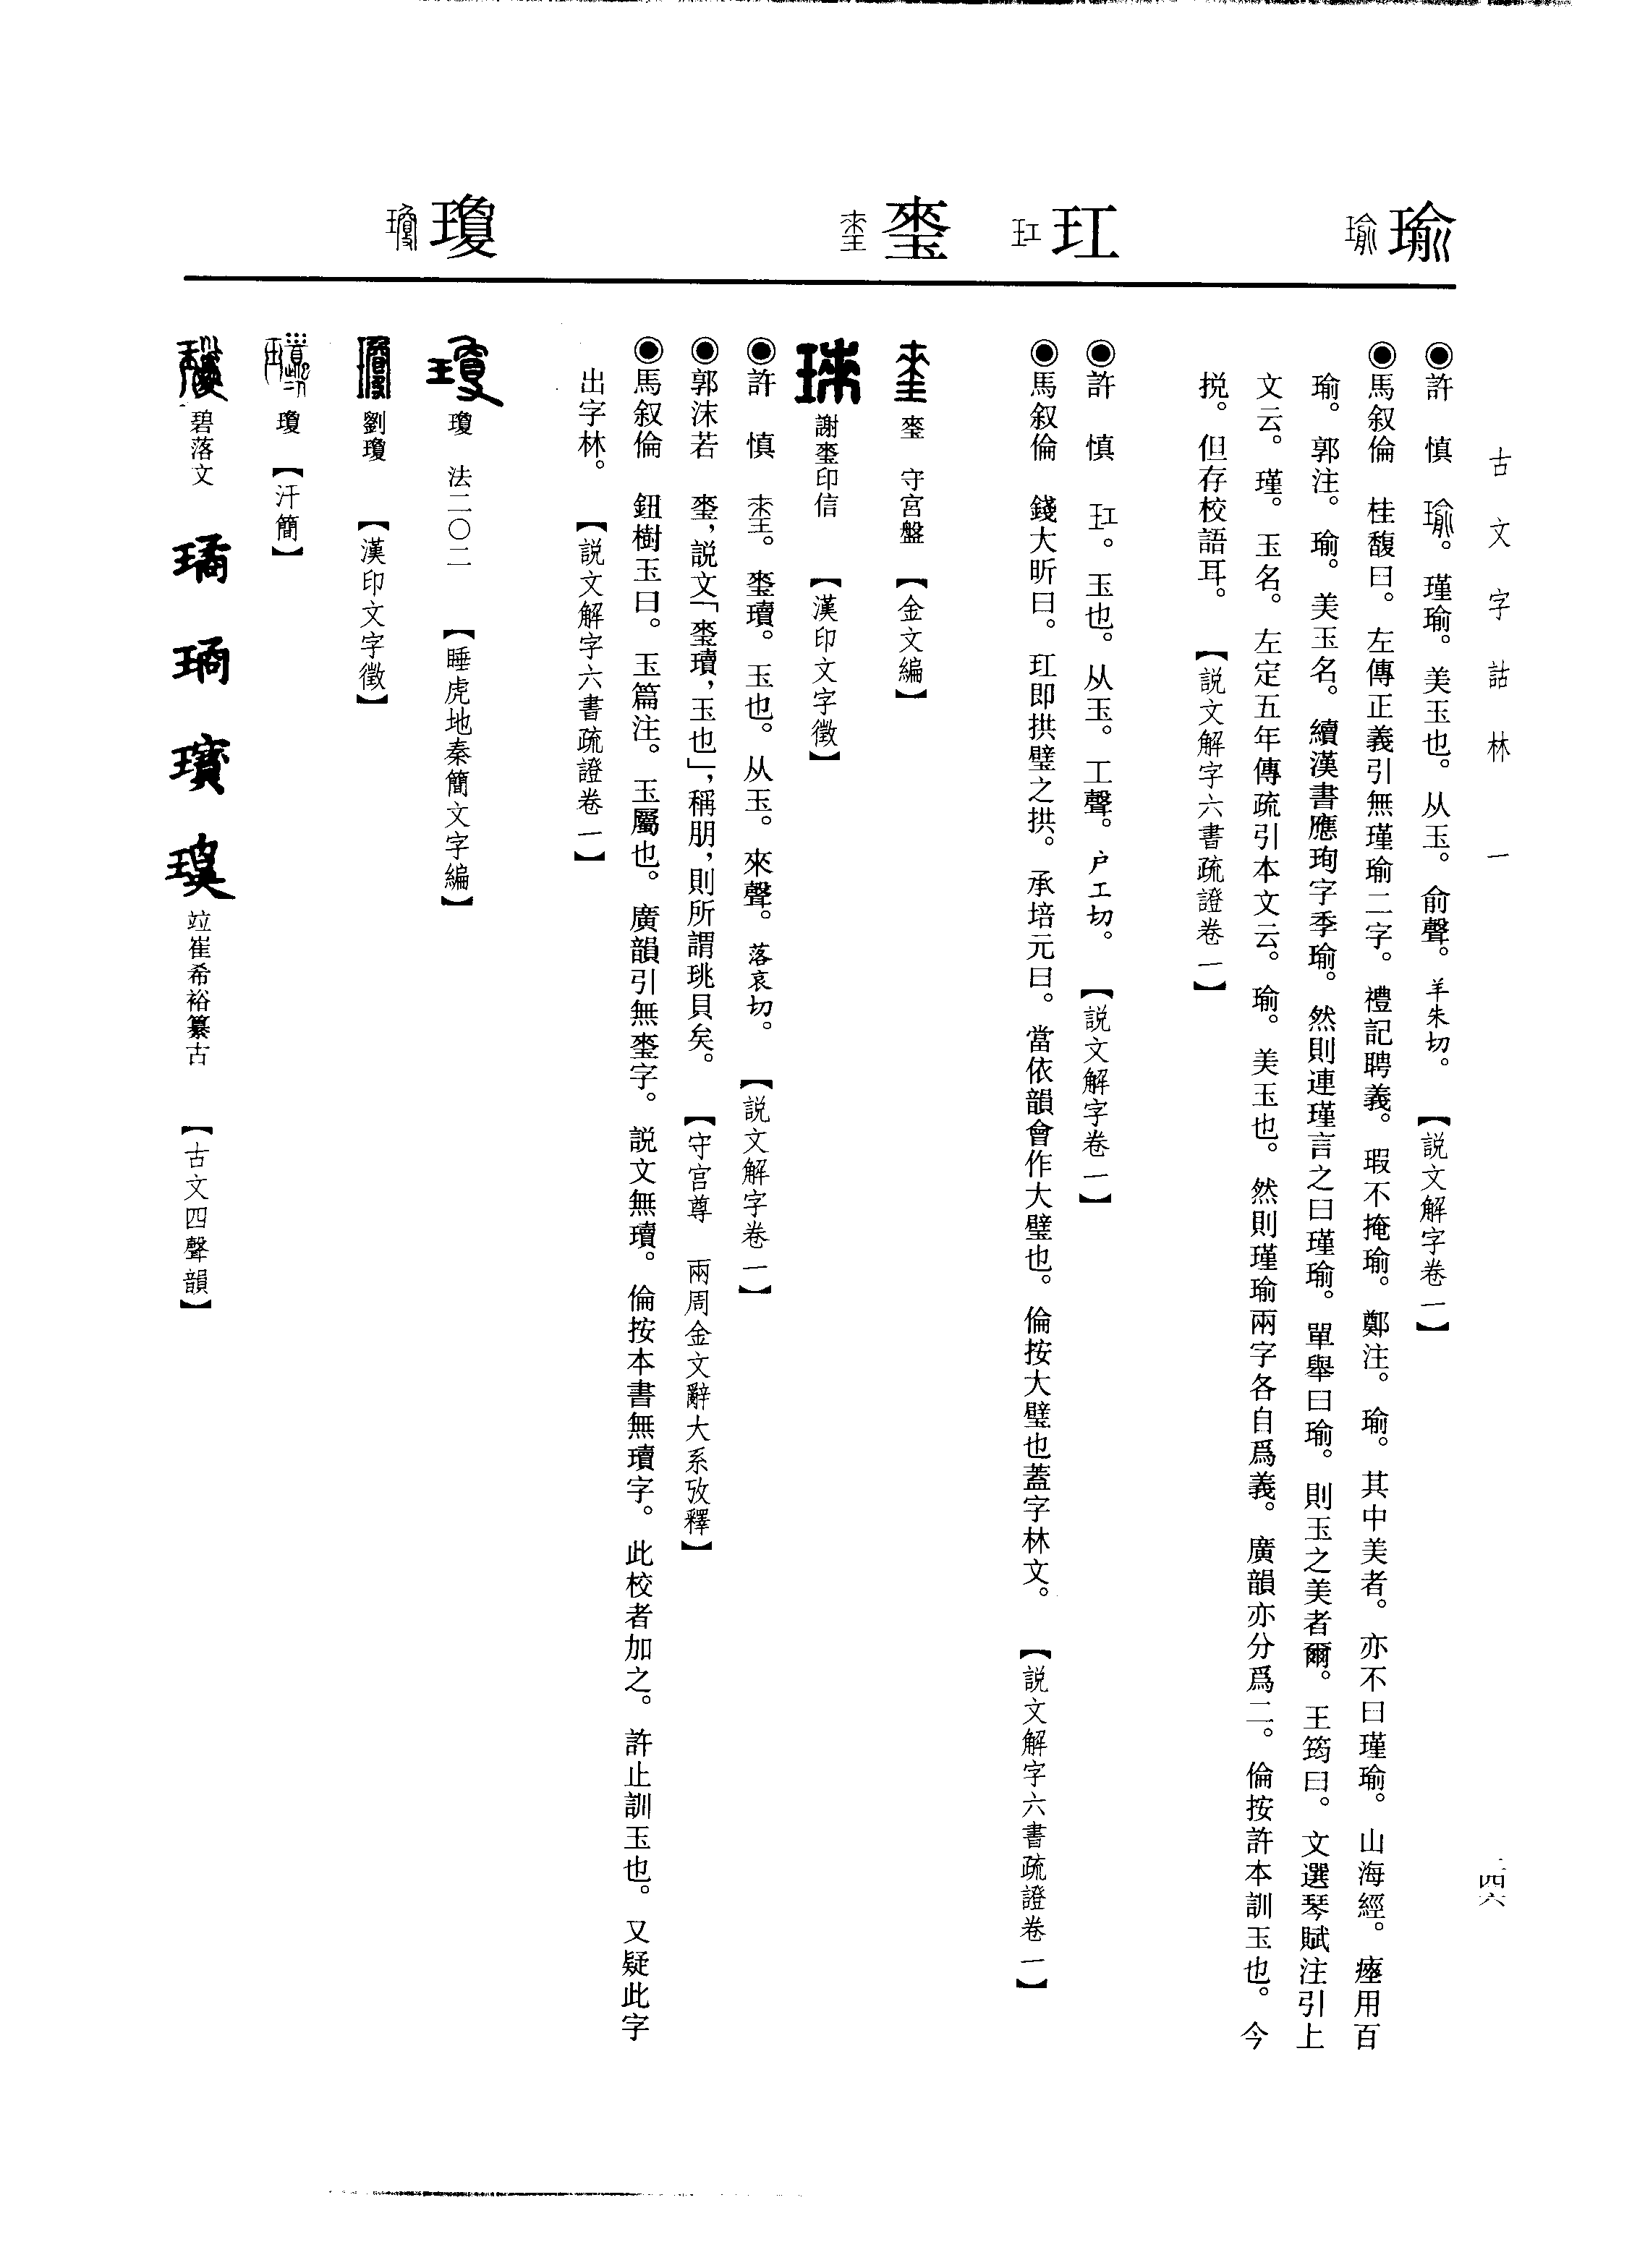 古文字詁林 一
四六
瑜
玒
瓊
●許　慎　瑜。瑾瑜。美玉也。从玉。俞聲。羊朱切。【説文解字卷一】
●馬叙倫　桂馥曰。左傳正義引無瑾瑜二字。禮記聘義。瑕不掩瑜。鄭注。瑜。其中美者。亦不曰瑾瑜。山海經。瘞用百
瑜。郭注。瑜。美玉名。續漢書應珣字季瑜。然則連瑾言之曰瑾瑜。單舉曰瑜。則玉之美者爾。王筠曰。文選琴賦注引上
文云。瑾。玉名。左定五年傳疏引本文云。瑜。美玉也。然則瑾瑜兩字各自爲義。廣韻亦分爲二。倫按許本訓玉也。今
挩。但存校語耳。【説文解字六書疏證卷一】
●許　慎　玒。玉也。从玉。工聲。户工切。【説文解字卷一】
●馬叙倫　錢大昕曰。玒即拱璧之拱。承培元曰。當依韻會作大璧也。倫按大璧也蓋字林文。【説文解字六書疏證卷一】
守宮盤　【金文編】
謝 印信　【漢印文字徵】
●許　慎　玉也。从玉。來聲。落哀切。【説文解字卷一】
●郭沫若　説文「 瓄，玉也」，稱朋，則所謂珧貝矣。【守宫尊　兩周金文辭大系攷釋】
●馬叙倫　鈕樹玉曰。玉篇注。玉屬也。廣韻引無 字。説文無瓄。倫按本書無瓄字。此校者加之。許止訓玉也。又疑此字
出字林。【説文解字六書疏證卷一】
瓊　法二〇二　【睡虎地秦簡文字編】
劉瓊　【漢印文字徵】
瓊　【汗簡】
碧落文　竝崔希裕纂古　【古文四聲韻】